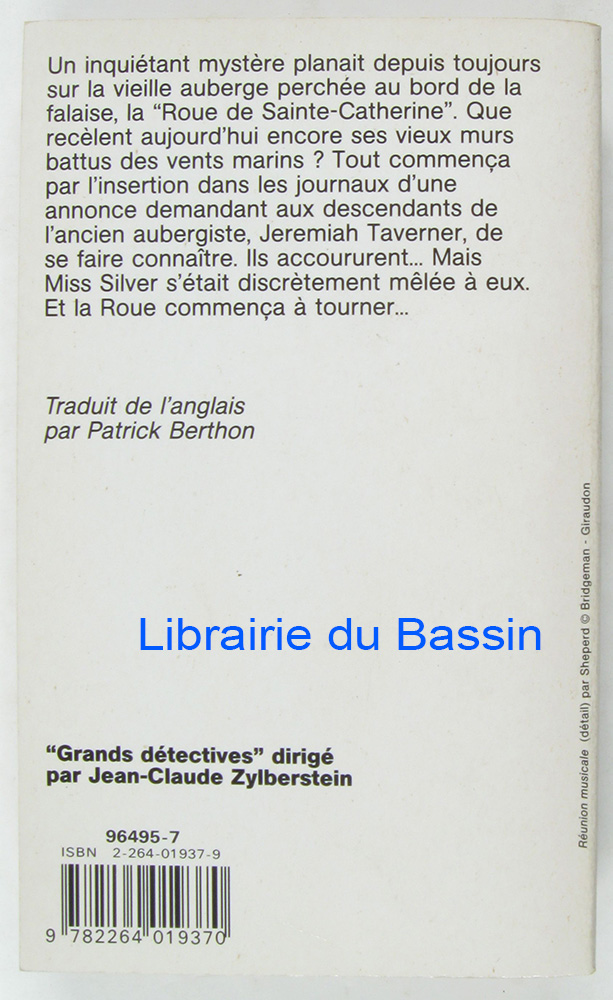 Un inquiétant mystère planait depuis toujours
sur la vieille auberge perchée au bord de la
falaise, la “Roue de Sainte-Catherine”. Que
recèlent aujourd’hui encore ses vieux murs
battus des vents marins ? Tout commença
par l’insertion dans les journaux d’une
annonce demandant aux descendants de
l’ancien aubergiste, Jeremiah Taverner, de
se faire connaître. Ils accoururent... Mais
Miss Silver s’était discrètement mêlée à eux.
Et la Roue commença à tourner...
Traduit de l’anglais
par Patrick Berthon
Librairie du Bassin
“Grands détectives” dirigé
par Jean-Claude Zylberstein
96495-7
ISBN 2-264-01937-9
9 782264 019370
Réunion musicale (détail) par Sheperd © Bridgeman - Giraudon